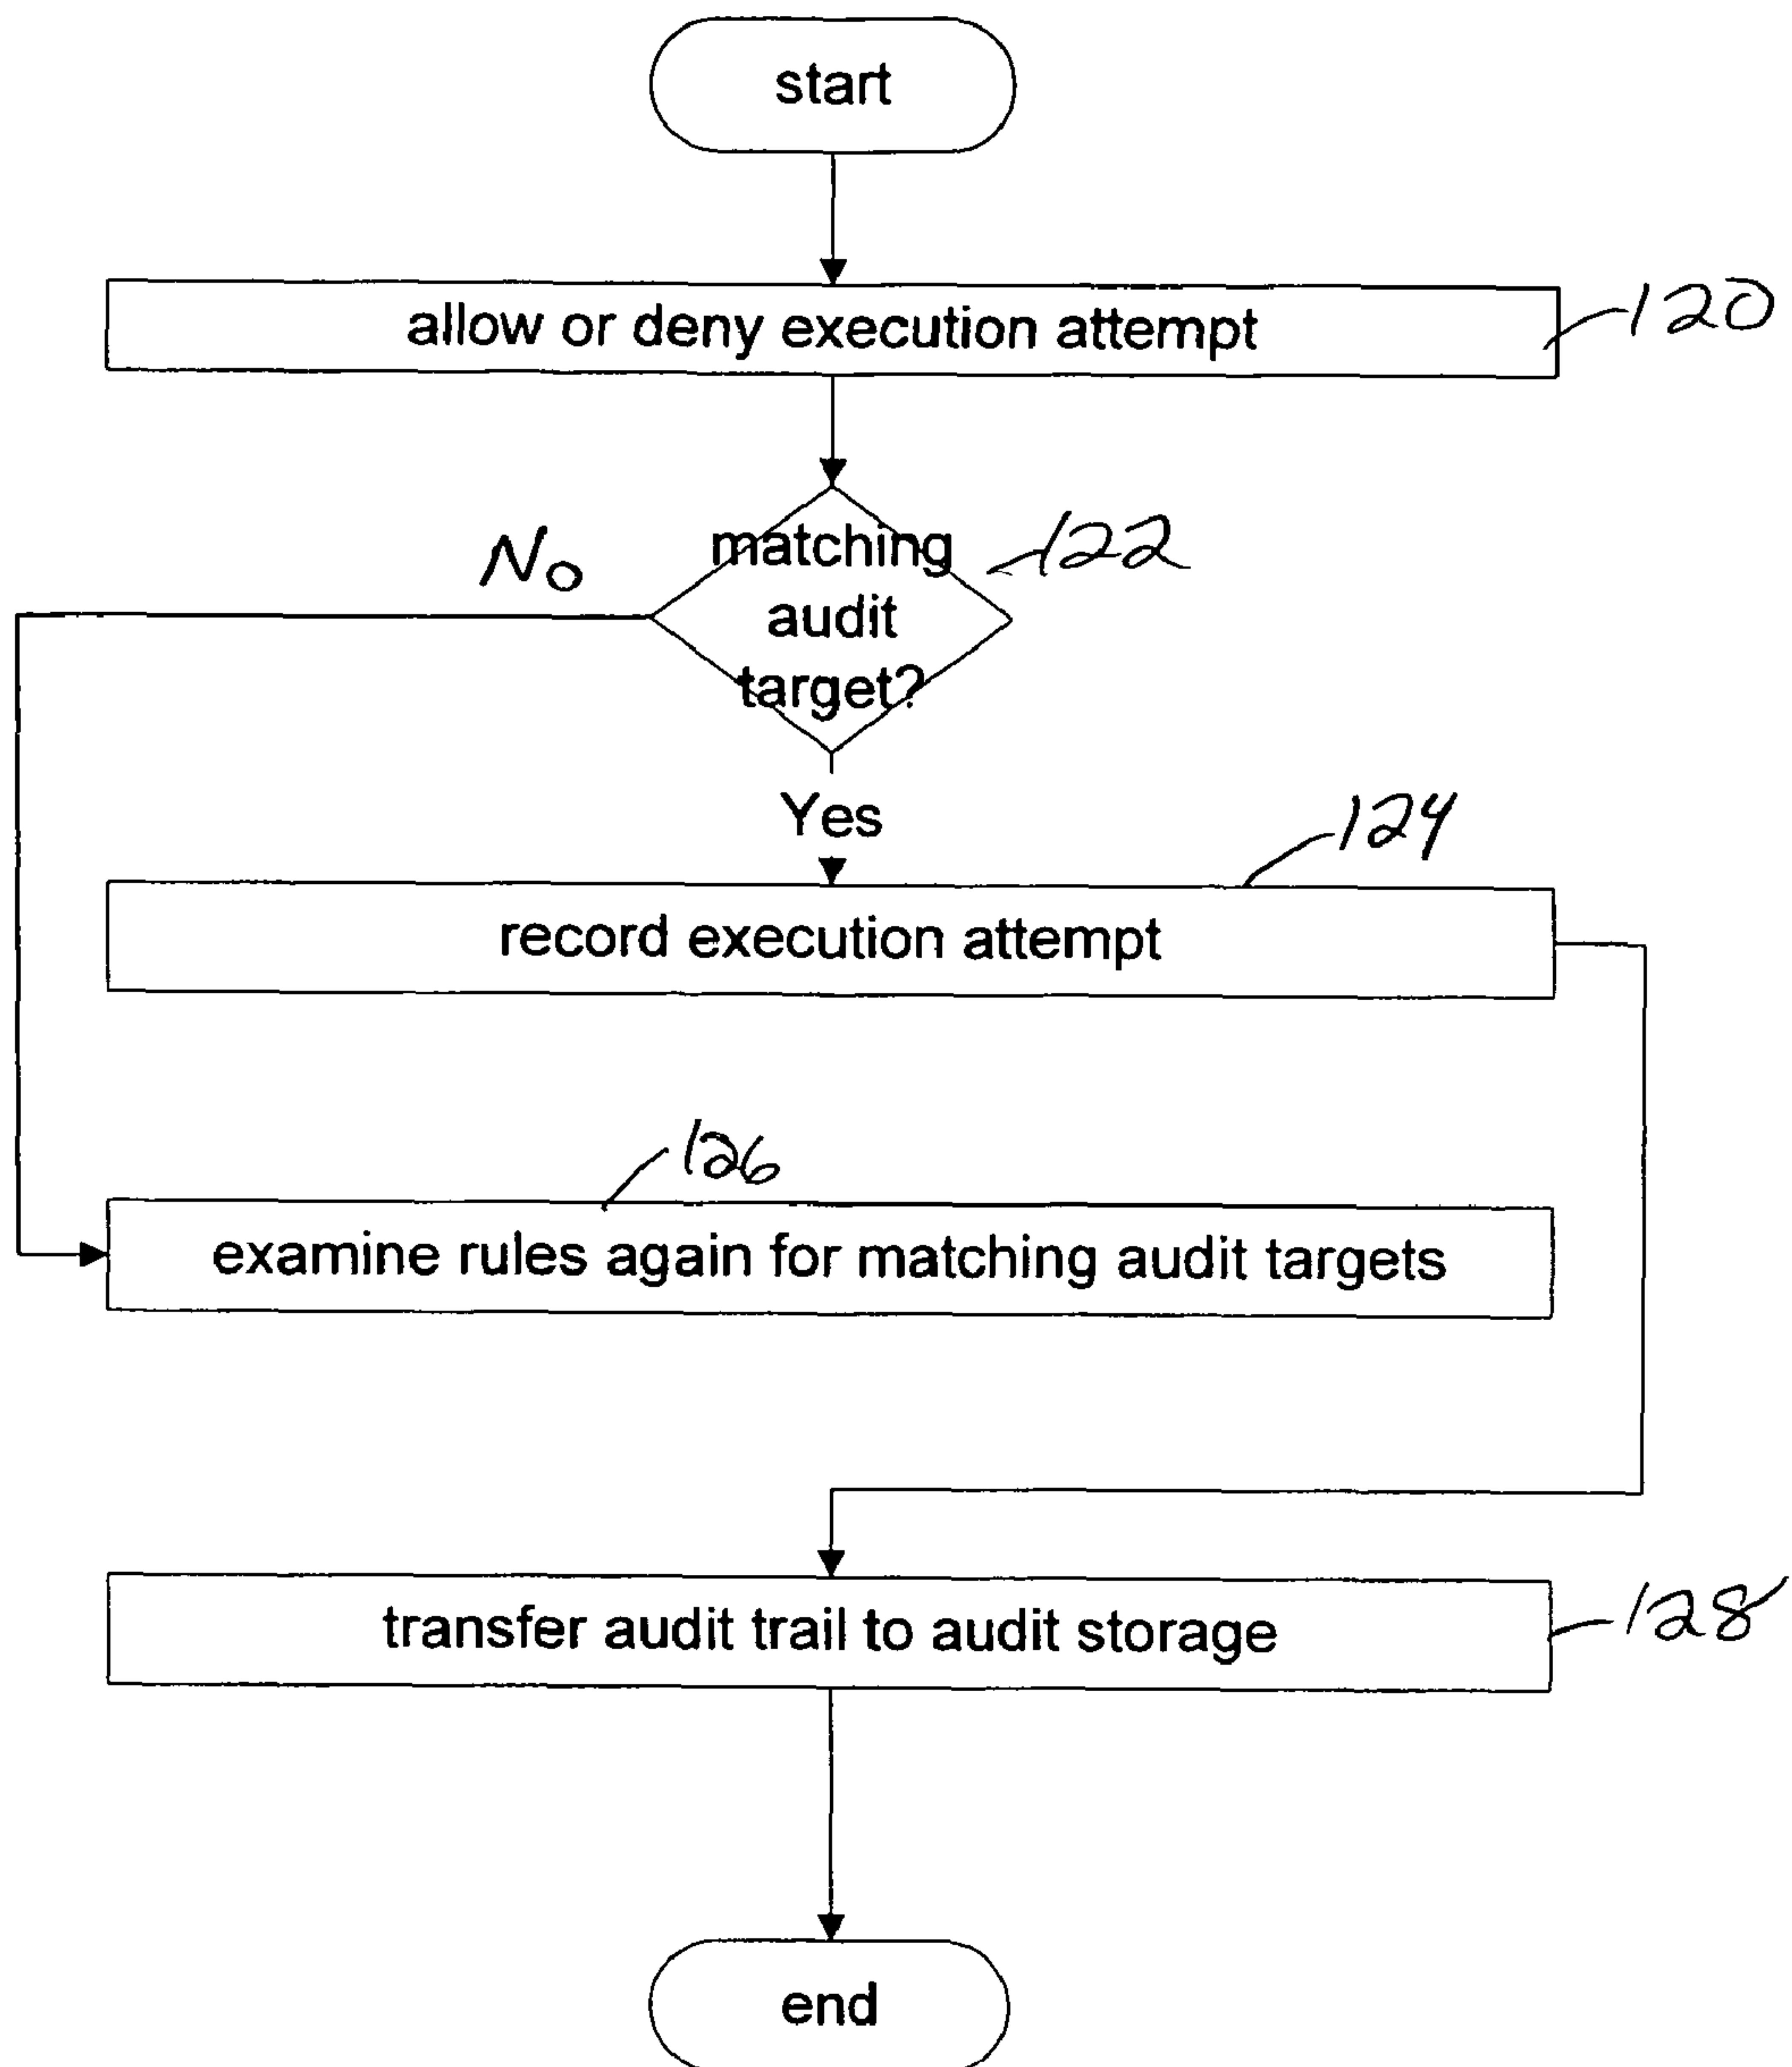 start
allow or deny execution attempt
120
matching
audit
target?
122
No
Yes
124
record execution attempt
126
examine rules again for matching audit targets
transfer audit trail to audit storage
128
end